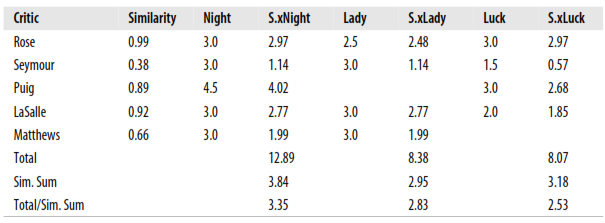 Critic Similarity Night S.xNight Lady S.xLady Luck S.xLuck
Rose 0.99 3.0 2.97 2.5 2.48 3.0 2.97
Seymour 0.38 3.0 1.14 3.0 1.14 1.5 0.57
Puig 0.89 4.5 4.02 3.0 2.68
LaSalle 0.92 3.0 2.77 3.0 2.77 2.0 1.85
Matthews 0.66 3.0 1.99 3.0 1.99
Total 12.89 8.38 8.07
Sim. Sum 3.84 2.95 3.18
Total/Sim. Sum 3.35 2.83 2.53